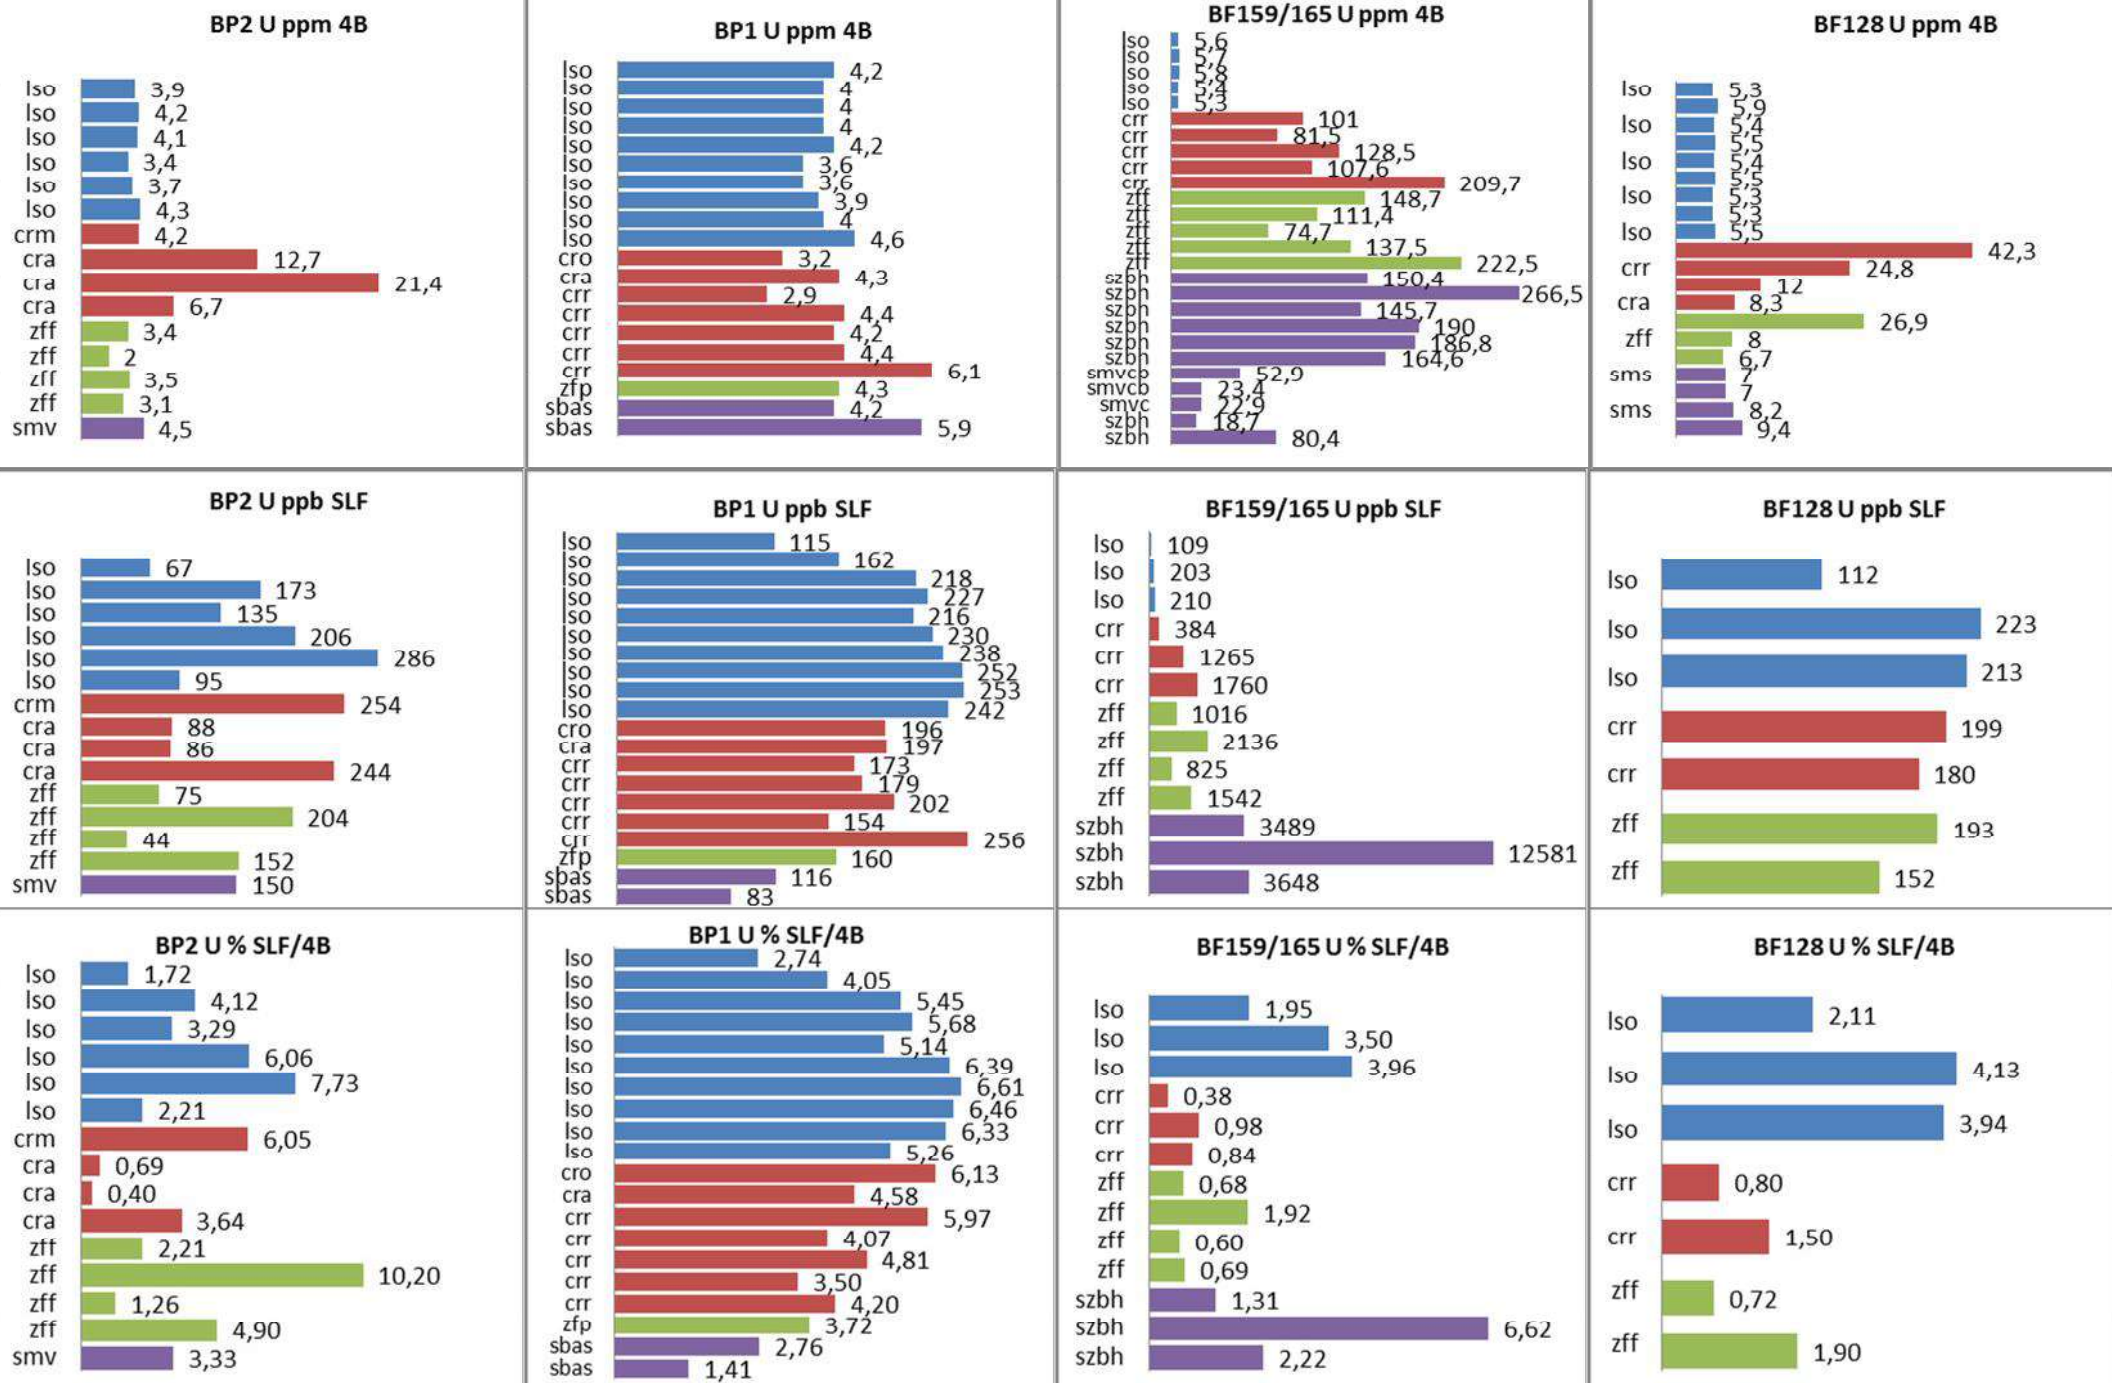 BP2 U ppm 4B
lso 3,9
lso 4,2
lso 4,1
lso 3,4
lso 3,7
lso 4,3
crm 4,2
cra 12,7
cra 21,4
cra 6,7
zff 3,4
zff 2
zff 3,5
zff 3,1
smv 4,5
BP1 U ppm 4B
lso 4,2
lso 4
lso 4
lso 4
lso 4,2
lso 3,6
lso 3,6
lso 3,9
lso 4
lso 4,6
cro 3,2
cra 4,3
crr 2,9
crr 4,4
crr 4,2
crr 4,4
crr 6,1
zfp 4,3
sbas 4,2
sbas 5,9
BF159/165 U ppm 4B
lso 5,6
lso 5,7
lso 5,8
lso 5,4
lso 5,3
crr 101
crr 81,5
crr 128,5
crr 107,6
crr 209,7
zff 148,7
zff 111,4
zff 74,7
zff 137,5
zff 222,5
szbh 150,4
szbh 266,5
szbh 145,7
szbh 190
szbh 186,8
szbh 164,6
smvcb 52,9
smvcb 23,4
smvc 22,9
szbh 18,7
szbh 80,4
BF128 U ppm 4B
lso 5,3
5,9
lso 5,4
5,5
lso 5,4
5,5
lso 5,3
5,3
lso 5,5
42,3
crr 24,8
12
cra 8,3
26,9
zff 8
6,7
sms 7
7
sms 8,2
9,4
BP2 U ppb SLF
lso 67
lso 173
lso 135
lso 206
lso 286
lso 95
crm 254
cra 88
cra 86
cra 244
zff 75
zff 204
zff 44
zff 152
smv 150
BP1 U ppb SLF
lso 115
lso 162
lso 218
lso 227
lso 216
lso 230
lso 238
lso 252
lso 253
lso 242
cro 196
cra 197
crr 173
crr 179
crr 202
crr 154
crr 256
zfp 160
sbas 116
sbas 83
BF159/165 U ppb SLF
lso 109
lso 203
lso 210
crr 384
crr 1265
crr 1760
zff 1016
zff 2136
zff 825
zff 1542
szbh 3489
szbh 12581
szbh 3648
BF128 U ppb SLF
lso 112
lso 223
lso 213
crr 199
crr 180
zff 193
zff 152
BP2 U % SLF/4B
lso 1,72
lso 4,12
lso 3,29
lso 6,06
lso 7,73
lso 2,21
crm 6,05
cra 0,69
cra 0,40
cra 3,64
zff 2,21
zff 10,20
zff 1,26
zff 4,90
smv 3,33
BP1 U % SLF/4B
lso 2,74
lso 4,05
lso 5,45
lso 5,68
lso 5,14
lso 6,39
lso 6,61
lso 6,46
lso 6,33
lso 5,26
cro 6,13
cra 4,58
crr 5,97
crr 4,07
crr 4,81
crr 3,50
crr 4,20
zfp 3,72
sbas 2,76
sbas 1,41
BF159/165 U % SLF/4B
lso 1,95
lso 3,50
lso 3,96
crr 0,38
crr 0,98
crr 0,84
zff 0,68
zff 1,92
zff 0,60
zff 0,69
szbh 1,31
szbh 6,62
szbh 2,22
BF128 U % SLF/4B
lso 2,11
lso 4,13
lso 3,94
crr 0,80
crr 1,50
zff 0,72
zff 1,90